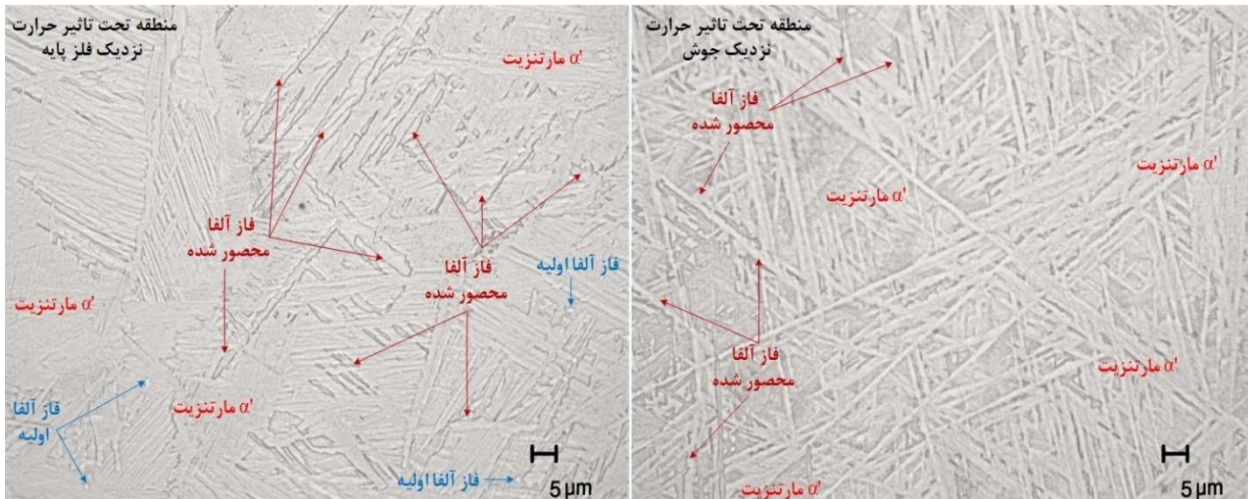 منطقه تحت تاثیر حرارت
نزدیک فلز پایه
مارتنزیت α'
فاز آلفا
محصور شده
فاز آلفا
محصور شده
فاز آلفا اولیه
مارتنزیت α'
فاز آلفا
اولیه
مارتنزیت α'
فاز آلفا اولیه
5 µm
منطقه تحت تاثیر حرارت
نزدیک جوش
فاز آلفا
محصور شده
مارتنزیت α'
مارتنزیت α'
فاز آلفا
محصور شده
مارتنزیت α'
مارتنزیت α'
5 µm